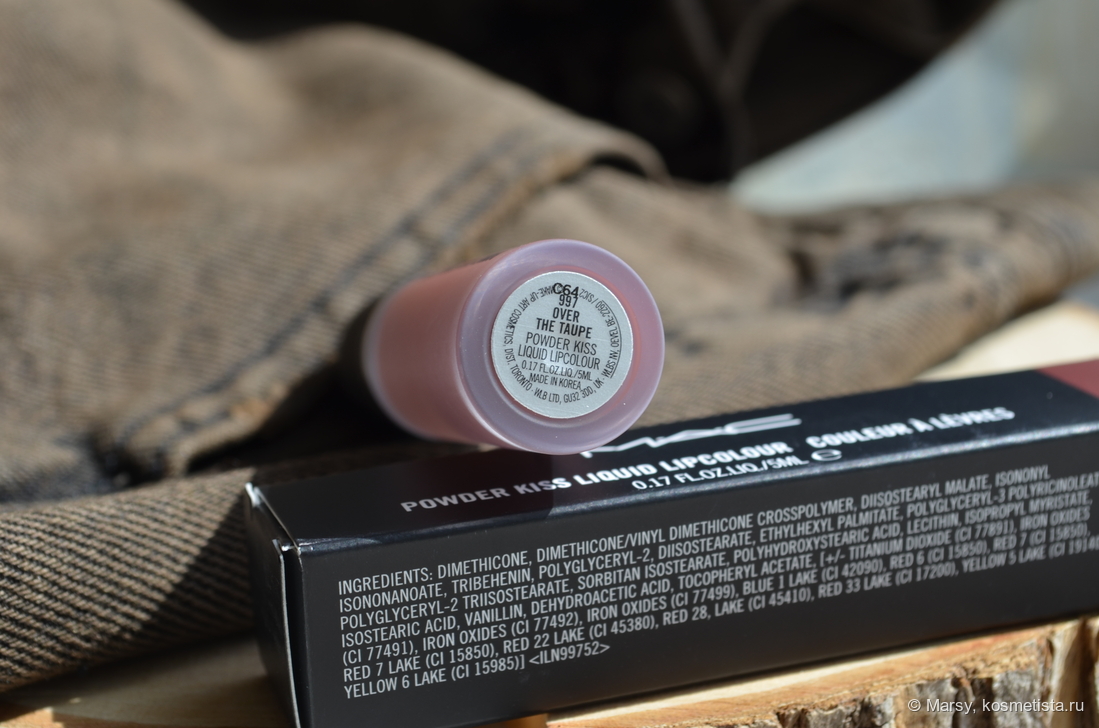 C64
997
OVER
THE TAUPE
POWDER KISS
LIQUID LIPCOLOUR
0.17 FL.OZ.LIQ./5ML
MADE IN KOREA
MAKE-UP ART COSMETICS, DIST. TORONTO
WLB LTD, GU32 3DD, UK
MAC
POWDER KISS LIQUID LIPCOLOUR COULEUR À LÈVRES
0.17 FL.OZ.LIQ./5ML ℮
INGREDIENTS: DIMETHICONE, DIMETHICONE/VINYL DIMETHICONE CROSSPOLYMER, DIISOSTEARYL MALATE, ISONONYL
ISONONANOATE, TRIBEHENIN, POLYGLYCERYL-2, DIISOSTEARATE, ETHYLHEXYL PALMITATE, POLYGLYCERYL-3 POLYRICINOLEAT
POLYGLYCERYL-2 TRIISOSTEARATE, SORBITAN ISOSTEARATE, POLYHYDROXYSTEARIC ACID, LECITHIN, ISOPROPYL MYRISTATE,
ISOSTEARIC ACID, VANILLIN, DEHYDROACETIC ACID, TOCOPHERYL ACETATE, [+/- TITANIUM DIOXIDE (CI 77891), IRON OXIDES
(CI 77491), IRON OXIDES (CI 77492), IRON OXIDES (CI 77499), BLUE 1 LAKE (CI 42090), RED 6 (CI 15850), RED 7 (CI 15850),
RED 7 LAKE (CI 15850), RED 22 LAKE (CI 45380), RED 28, LAKE (CI 45410), RED 33 LAKE (CI 17200), YELLOW 5 LAKE (CI
YELLOW 6 LAKE (CI 15985)] <ILN99752>
© Marsy, kosmetista.ru